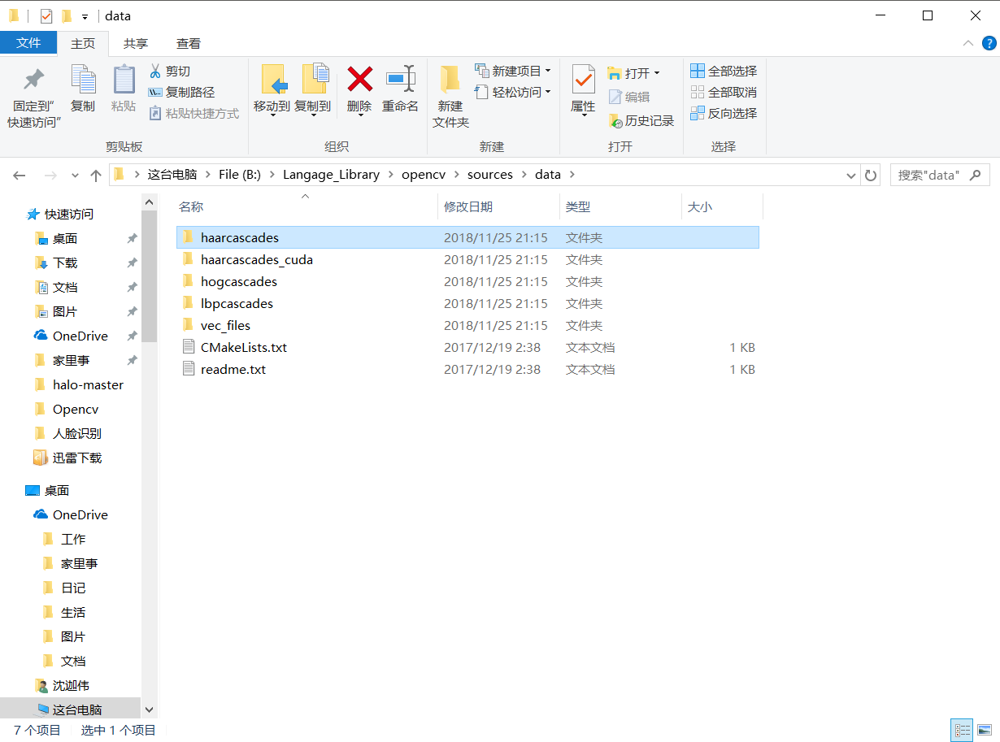 data
文件 主页 共享 查看
固定到"快速访问" 复制 粘贴 剪切 复制路径 粘贴快捷方式
移动到 复制到 删除 重命名
新建文件夹 新建项目 轻松访问
属性 打开 编辑 历史记录
全部选择 全部取消 反向选择
剪贴板 组织 新建 打开 选择
这台电脑 > File (B:) > Langage_Library > opencv > sources > data >
搜索"data"
名称 修改日期 类型 大小
haarcascades 2018/11/25 21:15 文件夹
haarcascades_cuda 2018/11/25 21:15 文件夹
hogcascades 2018/11/25 21:15 文件夹
lbpcascades 2018/11/25 21:15 文件夹
vec_files 2018/11/25 21:15 文件夹
CMakeLists.txt 2017/12/19 2:38 文本文档 1 KB
readme.txt 2017/12/19 2:38 文本文档 1 KB
快速访问
桌面
下载
文档
图片
OneDrive
家里事
halo-master
Opencv
人脸识别
迅雷下载
桌面
OneDrive
工作
家里事
日记
生活
图片
文档
沈迦伟
这台电脑
7 个项目 选中 1 个项目